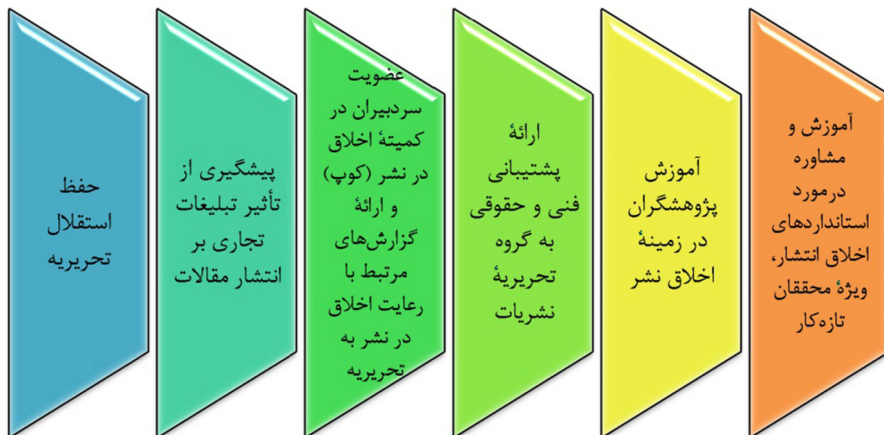 آموزش و
مشاوره
درمورد
استانداردهای
اخلاق انتشار،
ویژهٔ محققان
تازه‌کار
آموزش
پژوهشگران
در زمینهٔ
اخلاق نشر
ارائهٔ
پشتیبانی
فنی و حقوقی
به گروه
تحریریهٔ
نشریات
عضویت
سردبیران در
کمیتهٔ اخلاق
در نشر (کوپ)
و ارائهٔ
گزارش‌های
مرتبط با
رعایت اخلاق
در نشر به
تحریریه
پیشگیری از
تأثیر تبلیغات
تجاری بر
انتشار مقالات
حفظ
استقلال
تحریریه